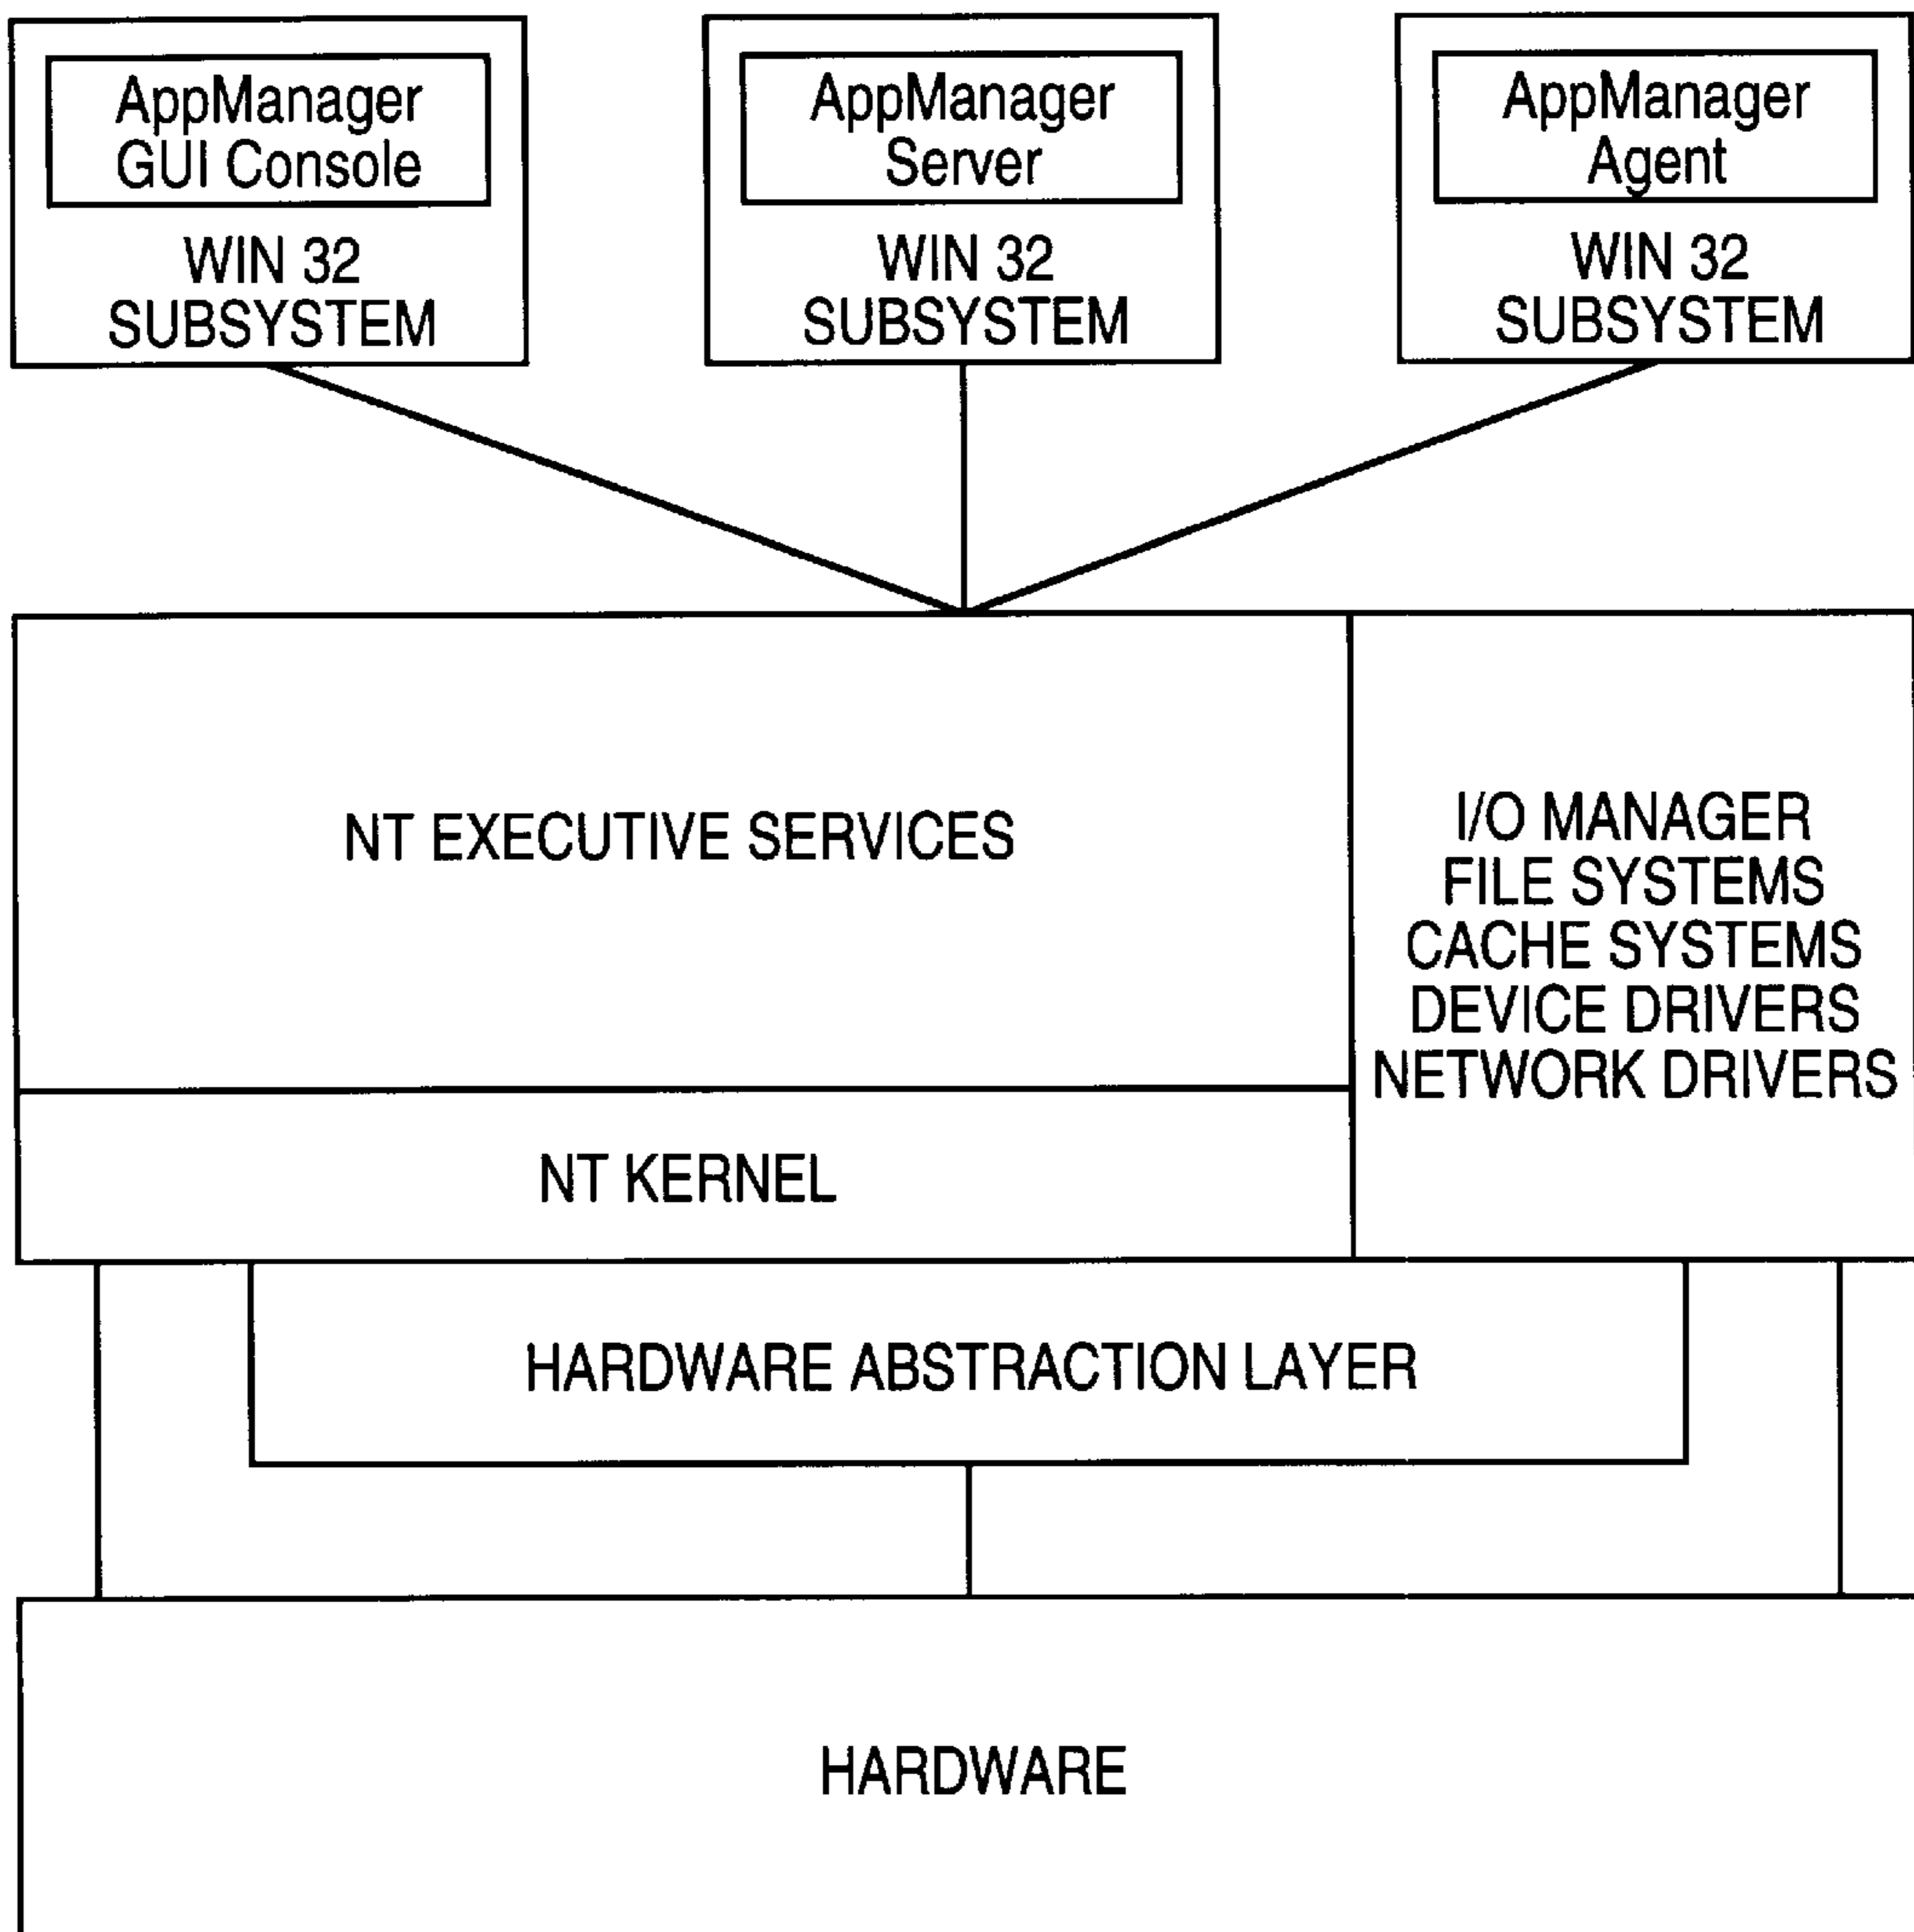 AppManager
GUI Console
WIN 32
SUBSYSTEM
AppManager
Server
WIN 32
SUBSYSTEM
AppManager
Agent
WIN 32
SUBSYSTEM
NT EXECUTIVE SERVICES
I/O MANAGER
FILE SYSTEMS
CACHE SYSTEMS
DEVICE DRIVERS
NETWORK DRIVERS
NT KERNEL
HARDWARE ABSTRACTION LAYER
HARDWARE